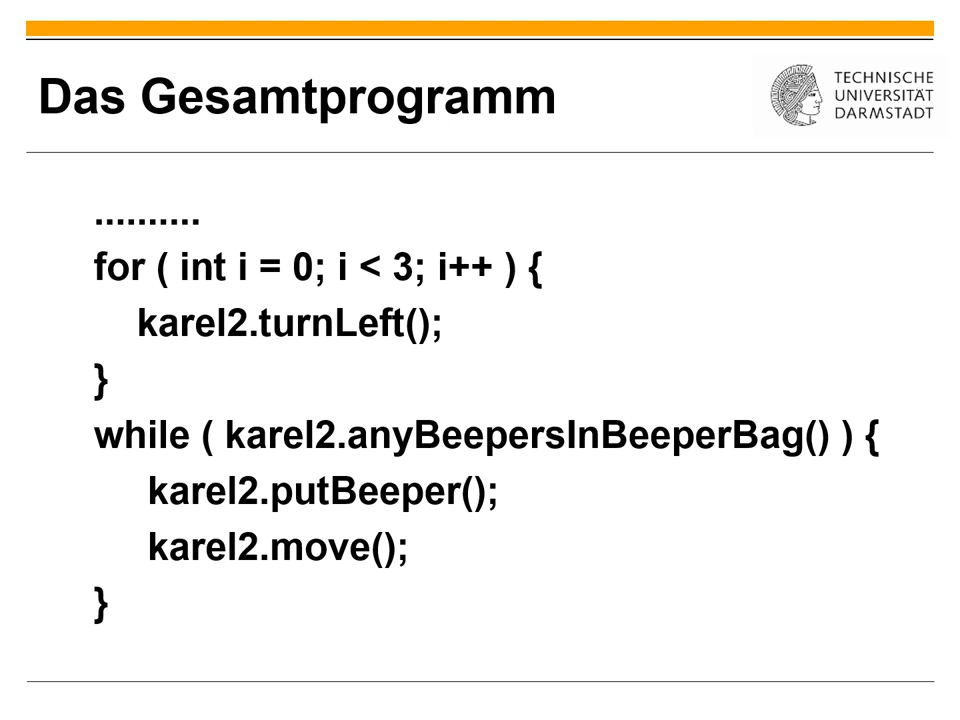 Das Gesamtprogramm
TECHNISCHE
UNIVERSITÄT
DARMSTADT
..........
for ( int i = 0; i < 3; i++ ) {
karel2.turnLeft();
}
while ( karel2.anyBeepersInBeeperBag() ) {
karel2.putBeeper();
karel2.move();
}